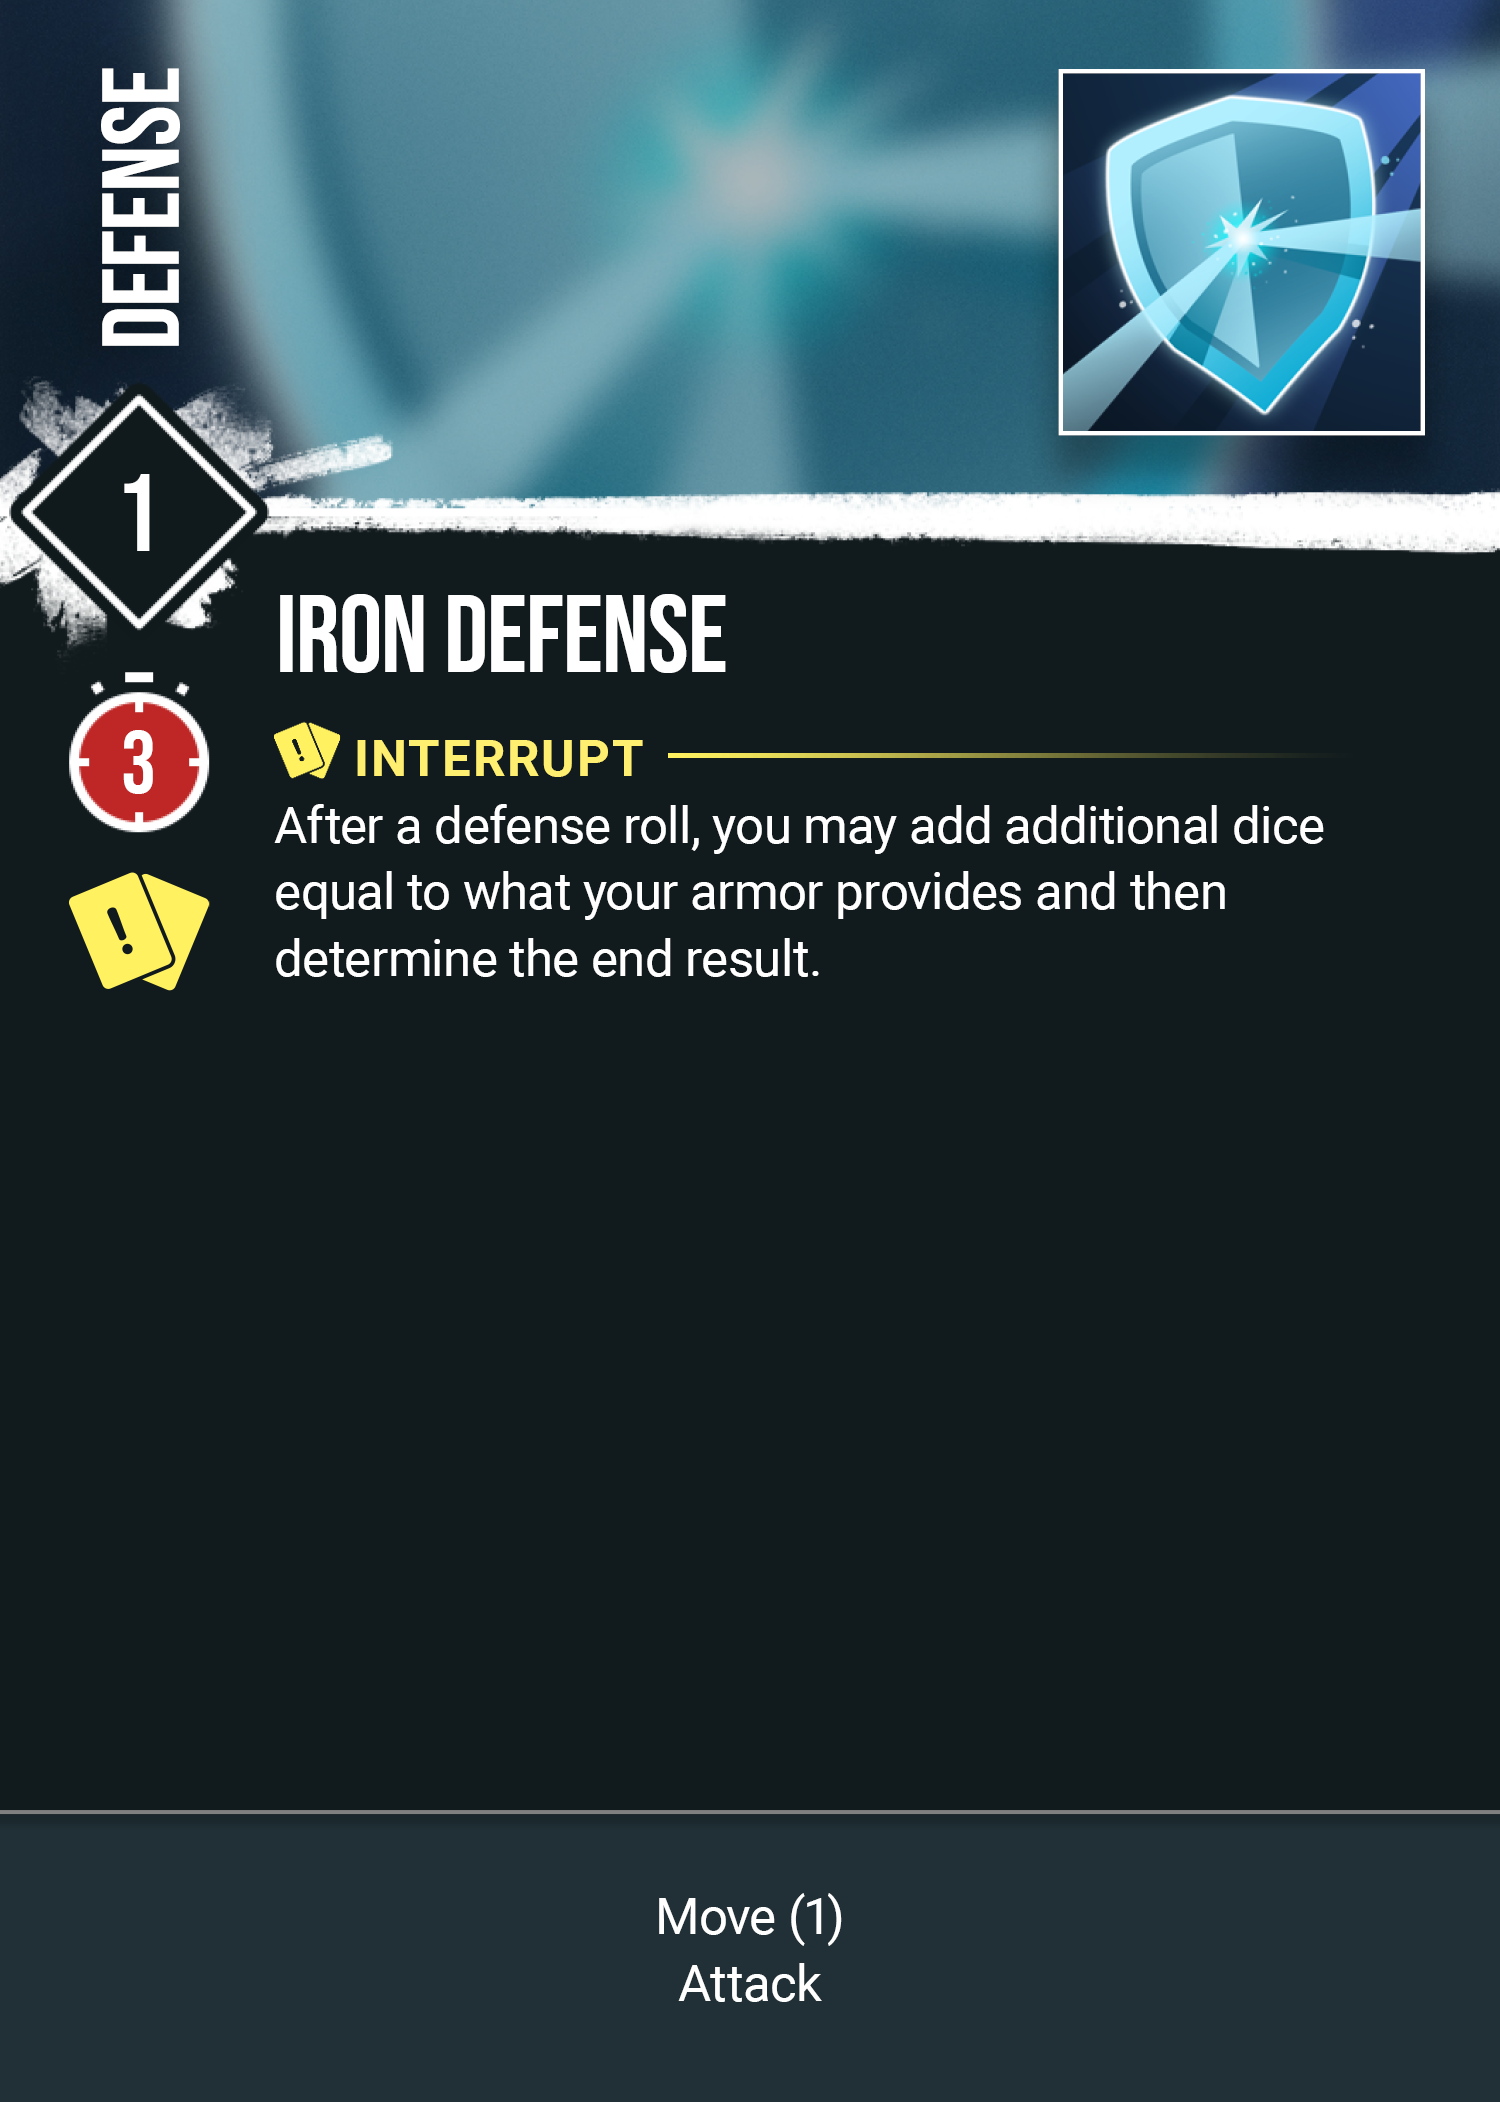 DEFENSE
1
IRON DEFENSE
3
! INTERRUPT
After a defense roll, you may add additional dice
equal to what your armor provides and then
determine the end result.
!
Move (1)
Attack